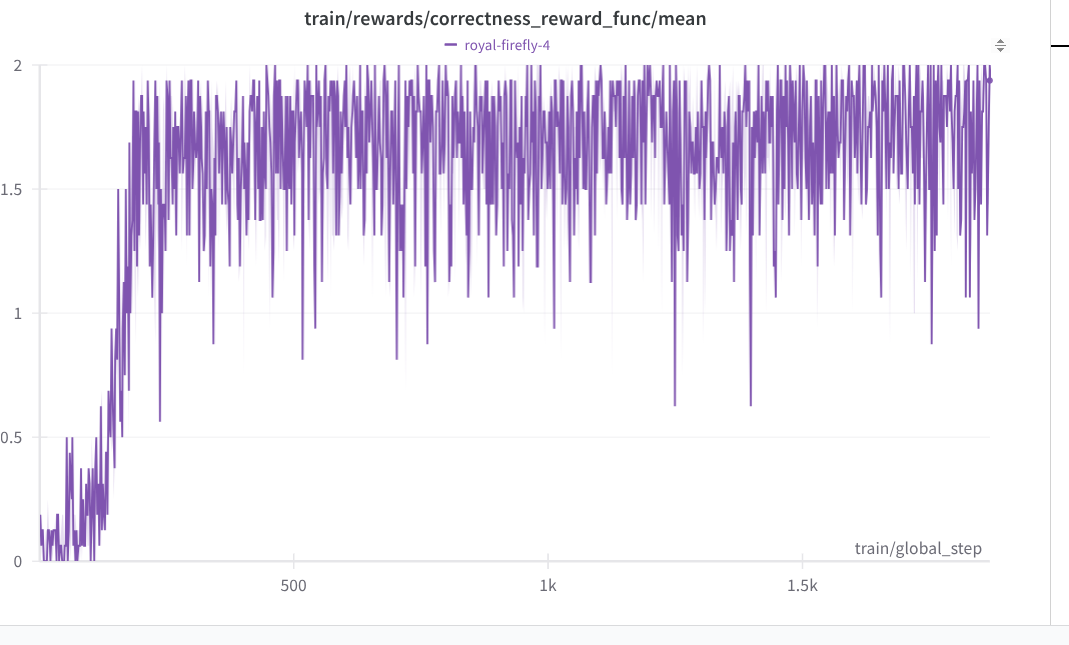 train/rewards/correctness_reward_func/mean
royal-firefly-4
2
1.5
1
0.5
0
train/global_step
500
1k
1.5k